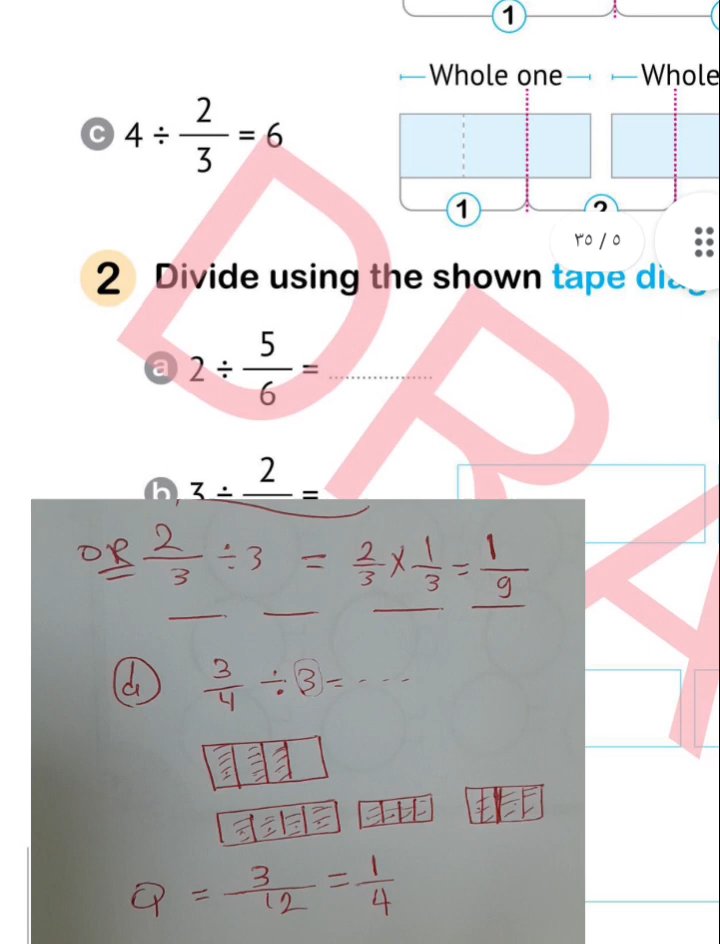 1
Whole one Whole
C 4 ÷ 2/3 = 6
1 2
٣٥ / ٥
2 Divide using the shown tape dia
a 2 ÷ 5/6 = ..................
b 3 ÷ 2 =
OR 2/3 ÷ 3 = 2/3 × 1/3 = 1/9
d 3/4 ÷ 3 = - - - -
Q = 3/12 = 1/4
DRA